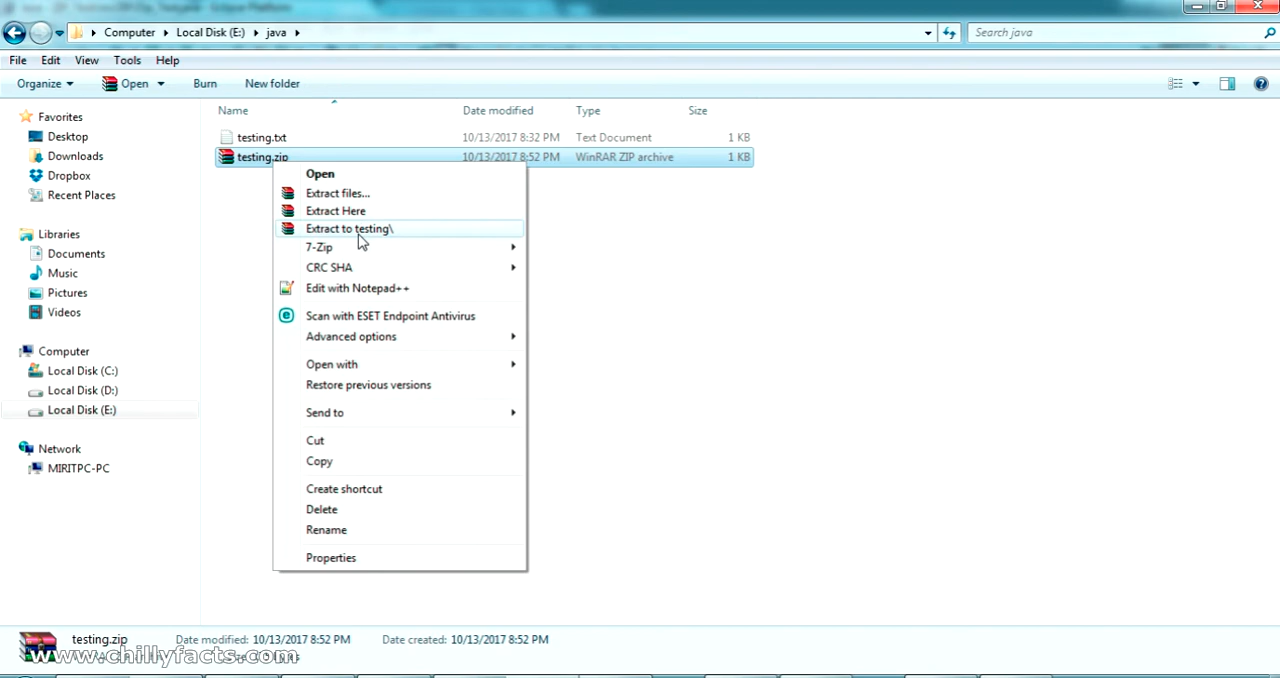 Computer Local Disk (E:) java Search java
File Edit View Tools Help
Organize Open Burn New folder
Name Date modified Type Size
testing.txt 10/13/2017 8:32 PM Text Document 1 KB
testing.zip 10/13/2017 8:52 PM WinRAR ZIP archive 1 KB
Favorites
Desktop
Downloads
Dropbox
Recent Places
Libraries
Documents
Music
Pictures
Videos
Computer
Local Disk (C:)
Local Disk (D:)
Local Disk (E:)
Network
MIRITPC-PC
Open
Extract files...
Extract Here
Extract to testing\
7-Zip
CRC SHA
Edit with Notepad++
Scan with ESET Endpoint Antivirus
Advanced options
Open with
Restore previous versions
Send to
Cut
Copy
Create shortcut
Delete
Rename
Properties
testing.zip Date modified: 10/13/2017 8:52 PM Date created: 10/13/2017 8:52 PM
www.chillyfacts.com